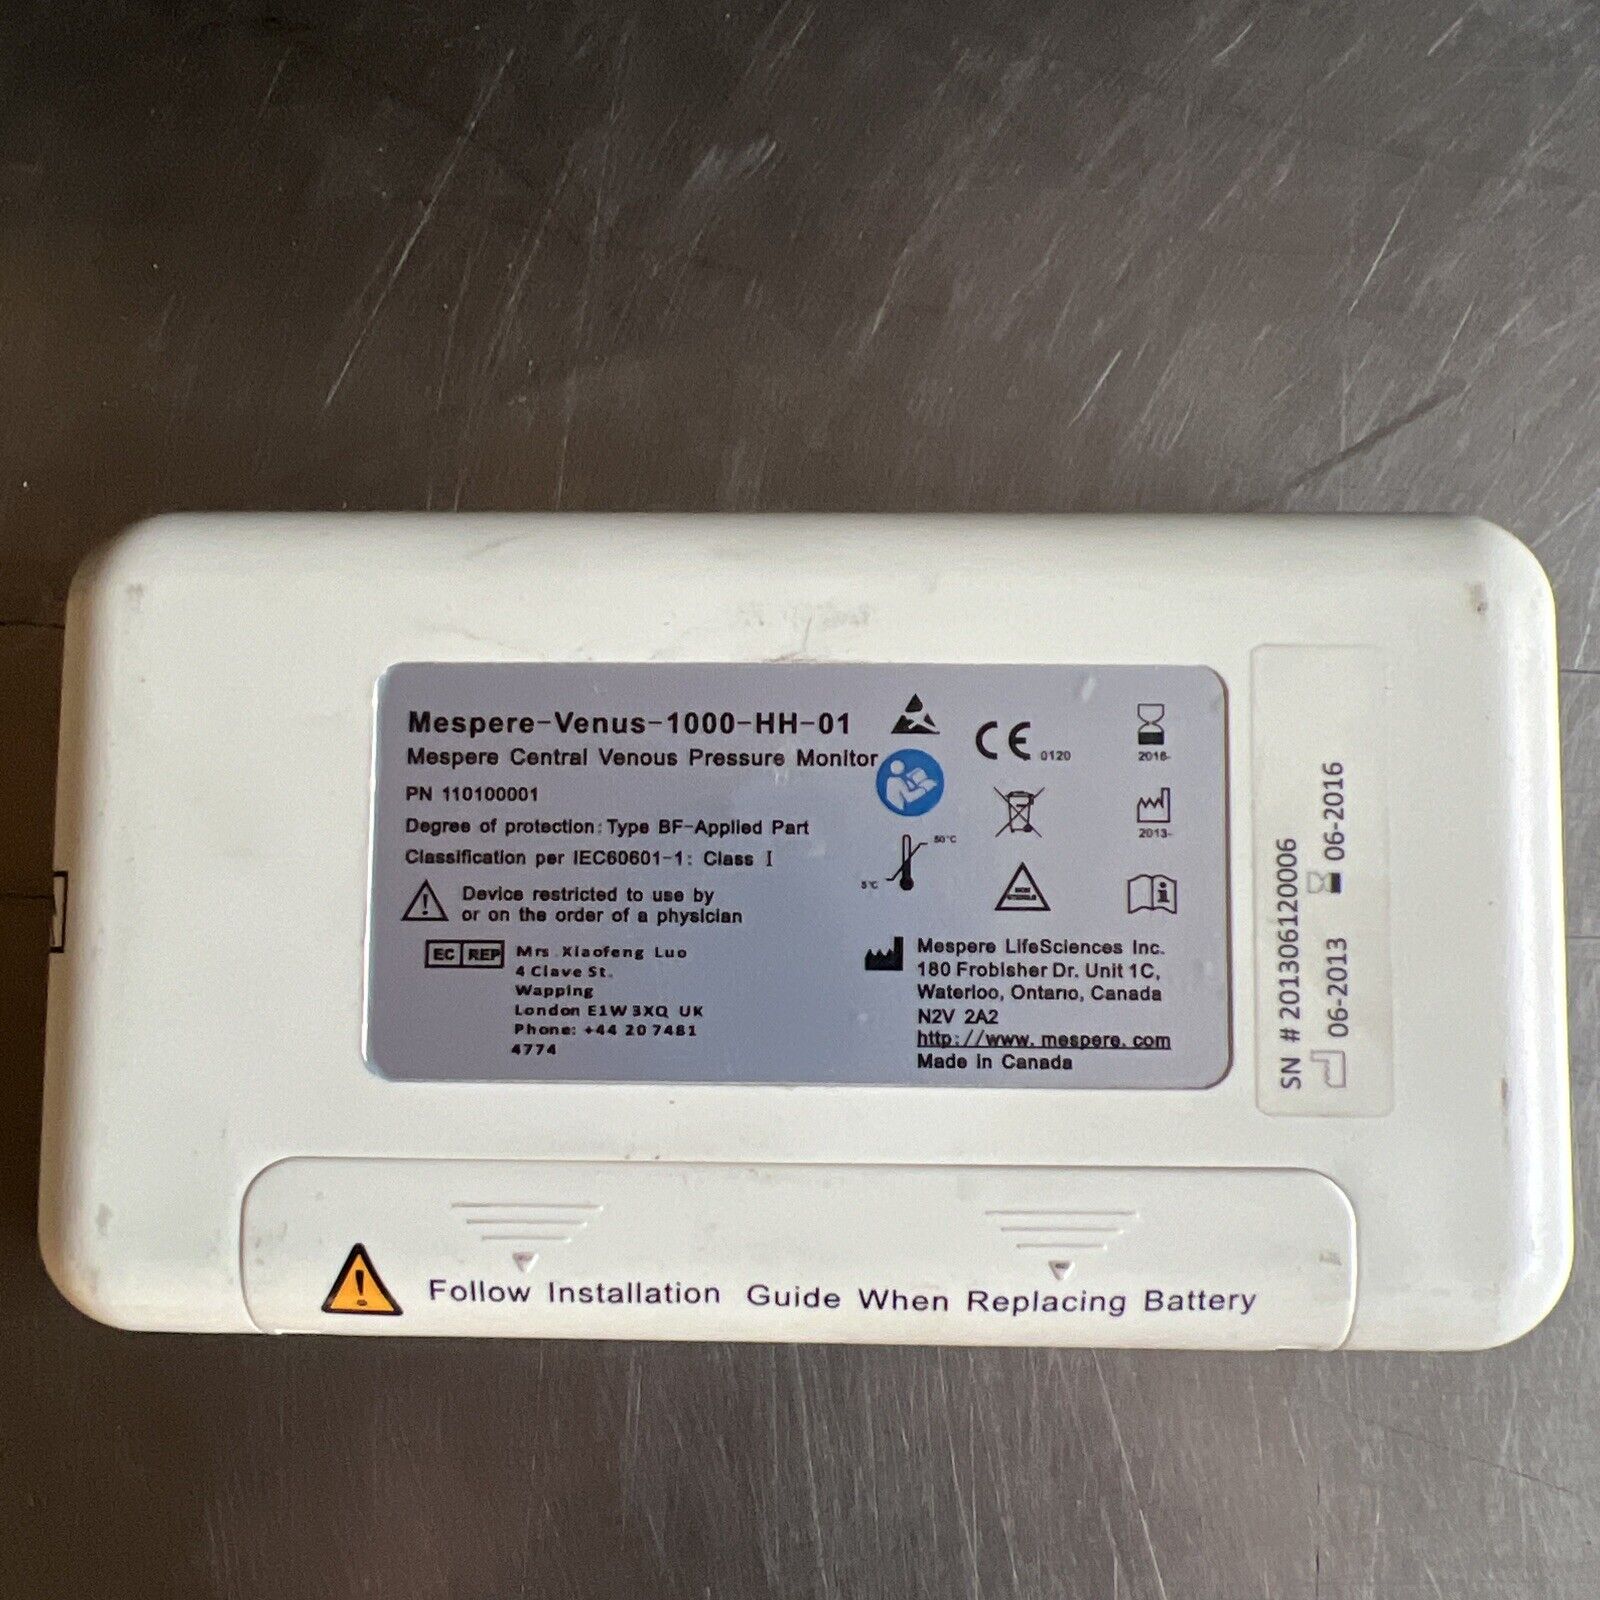 Mespere-Venus-1000-HH-01
Mespere Central Venous Pressure Monitor
PN 110100001
Degree of protection: Type BF-Applied Part
Classification per IEC60601-1: Class I
Device restricted to use by
or on the order of a physician
EC REP
Mrs Xiaofeng Luo
4 Clave St.
Wapping
London E1W 3XQ UK
Phone: +44 20 7481
4774
CE 0120
2016-
2013-
50°C
5°C
Mespere LifeSciences Inc.
180 Frobisher Dr. Unit 1C,
Waterloo, Ontario, Canada
N2V 2A2
http://www.mespere.com
Made in Canada
SN # 201306120006
06-2013 06-2016
Follow Installation Guide When Replacing Battery